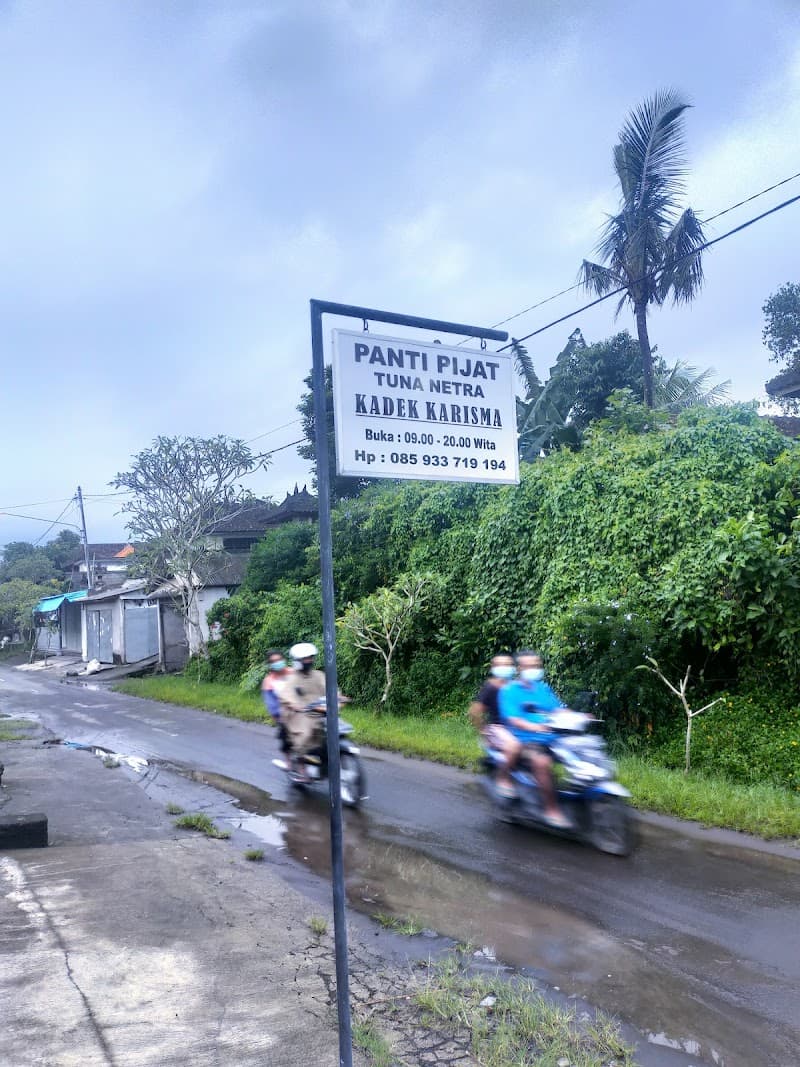 PANTI PIJAT
TUNA NETRA
KADEK KARISMA
Buka : 09.00 - 20.00 Wita
Hp : 085 933 719 194